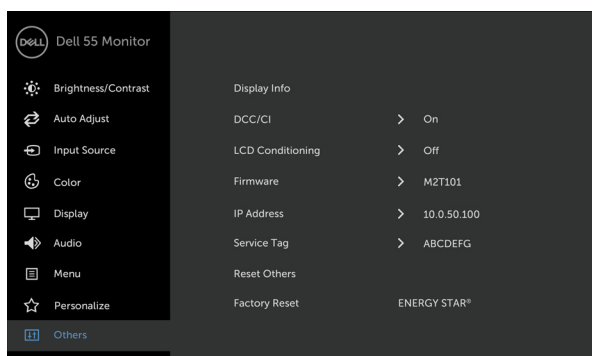 DELL Dell 55 Monitor
Brightness/Contrast
Auto Adjust
Input Source
Color
Display
Audio
Menu
Personalize
Others
Display Info
DCC/CI > On
LCD Conditioning > Off
Firmware > M2T101
IP Address > 10.0.50.100
Service Tag > ABCDEFG
Reset Others
Factory Reset ENERGY STAR®